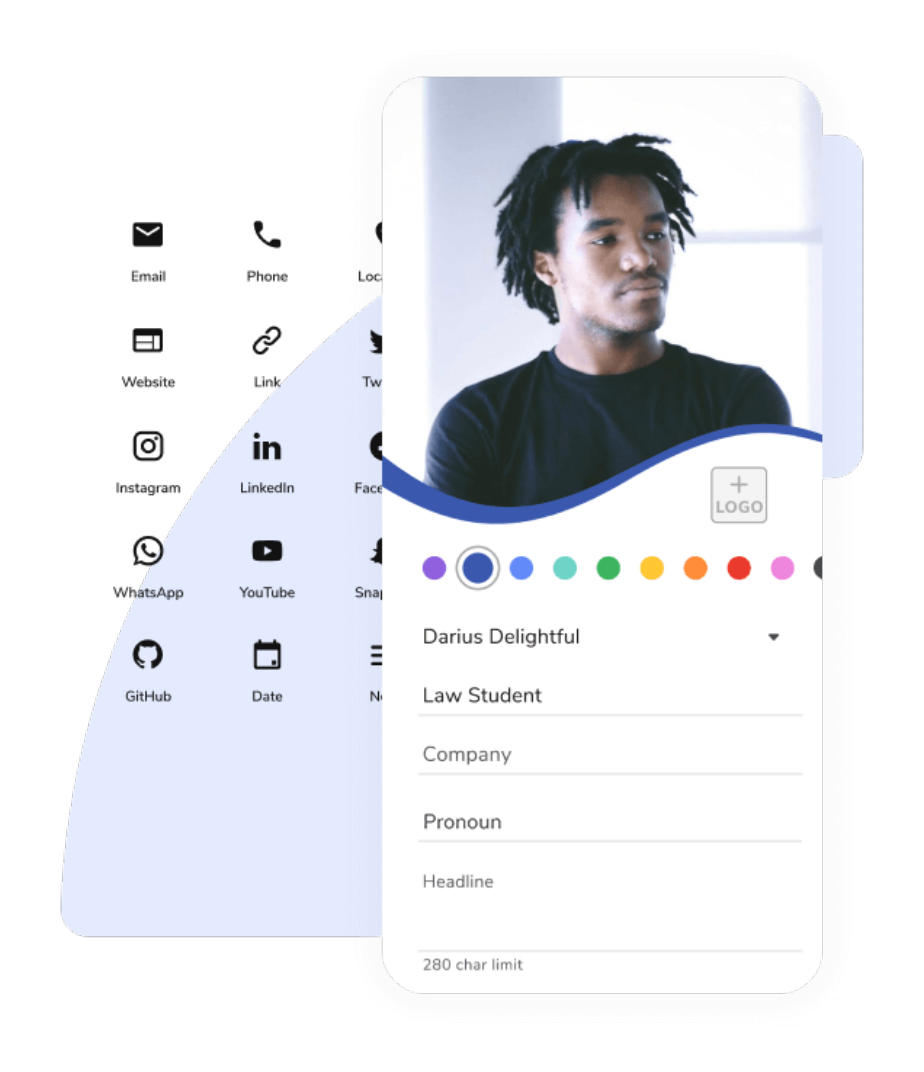 Email
Phone
Loca
Website
Link
Tw
Instagram
LinkedIn
Face
WhatsApp
YouTube
Snap
GitHub
Date
N
+
LOGO
Darius Delightful
Law Student
Company
Pronoun
Headline
280 char limit